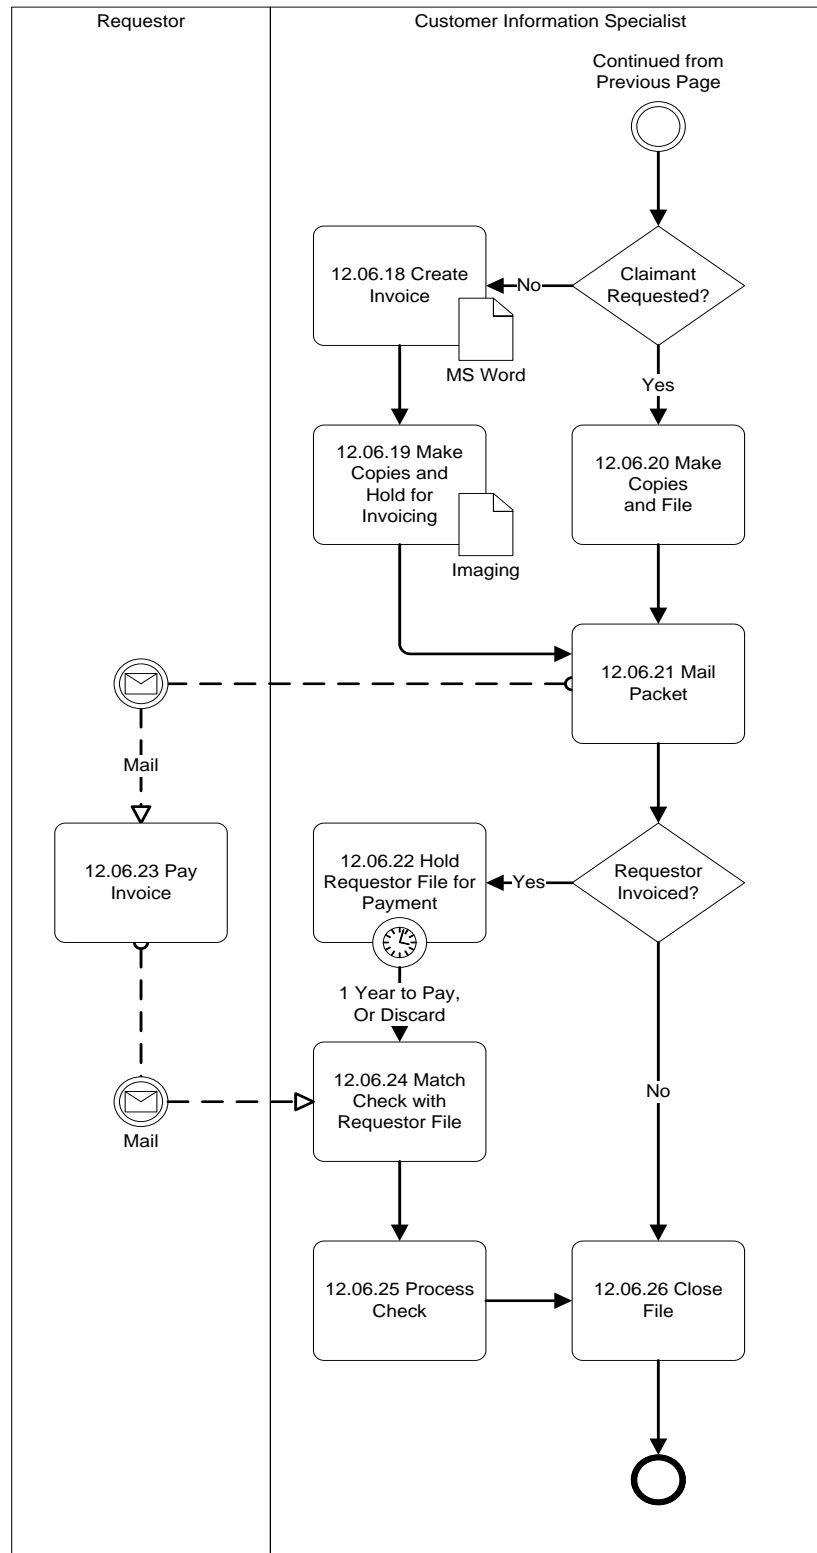 Requestor
Customer Information Specialist
Continued from
Previous Page
Claimant
Requested?
No
12.06.18 Create
Invoice
MS Word
Yes
12.06.19 Make
Copies and
Hold for
Invoicing
Imaging
12.06.20 Make
Copies
and File
12.06.21 Mail
Packet
Mail
12.06.23 Pay
Invoice
12.06.22 Hold
Requestor File for
Payment
Yes
Requestor
Invoiced?
1 Year to Pay,
Or Discard
12.06.24 Match
Check with
Requestor File
No
Mail
12.06.25 Process
Check
12.06.26 Close
File